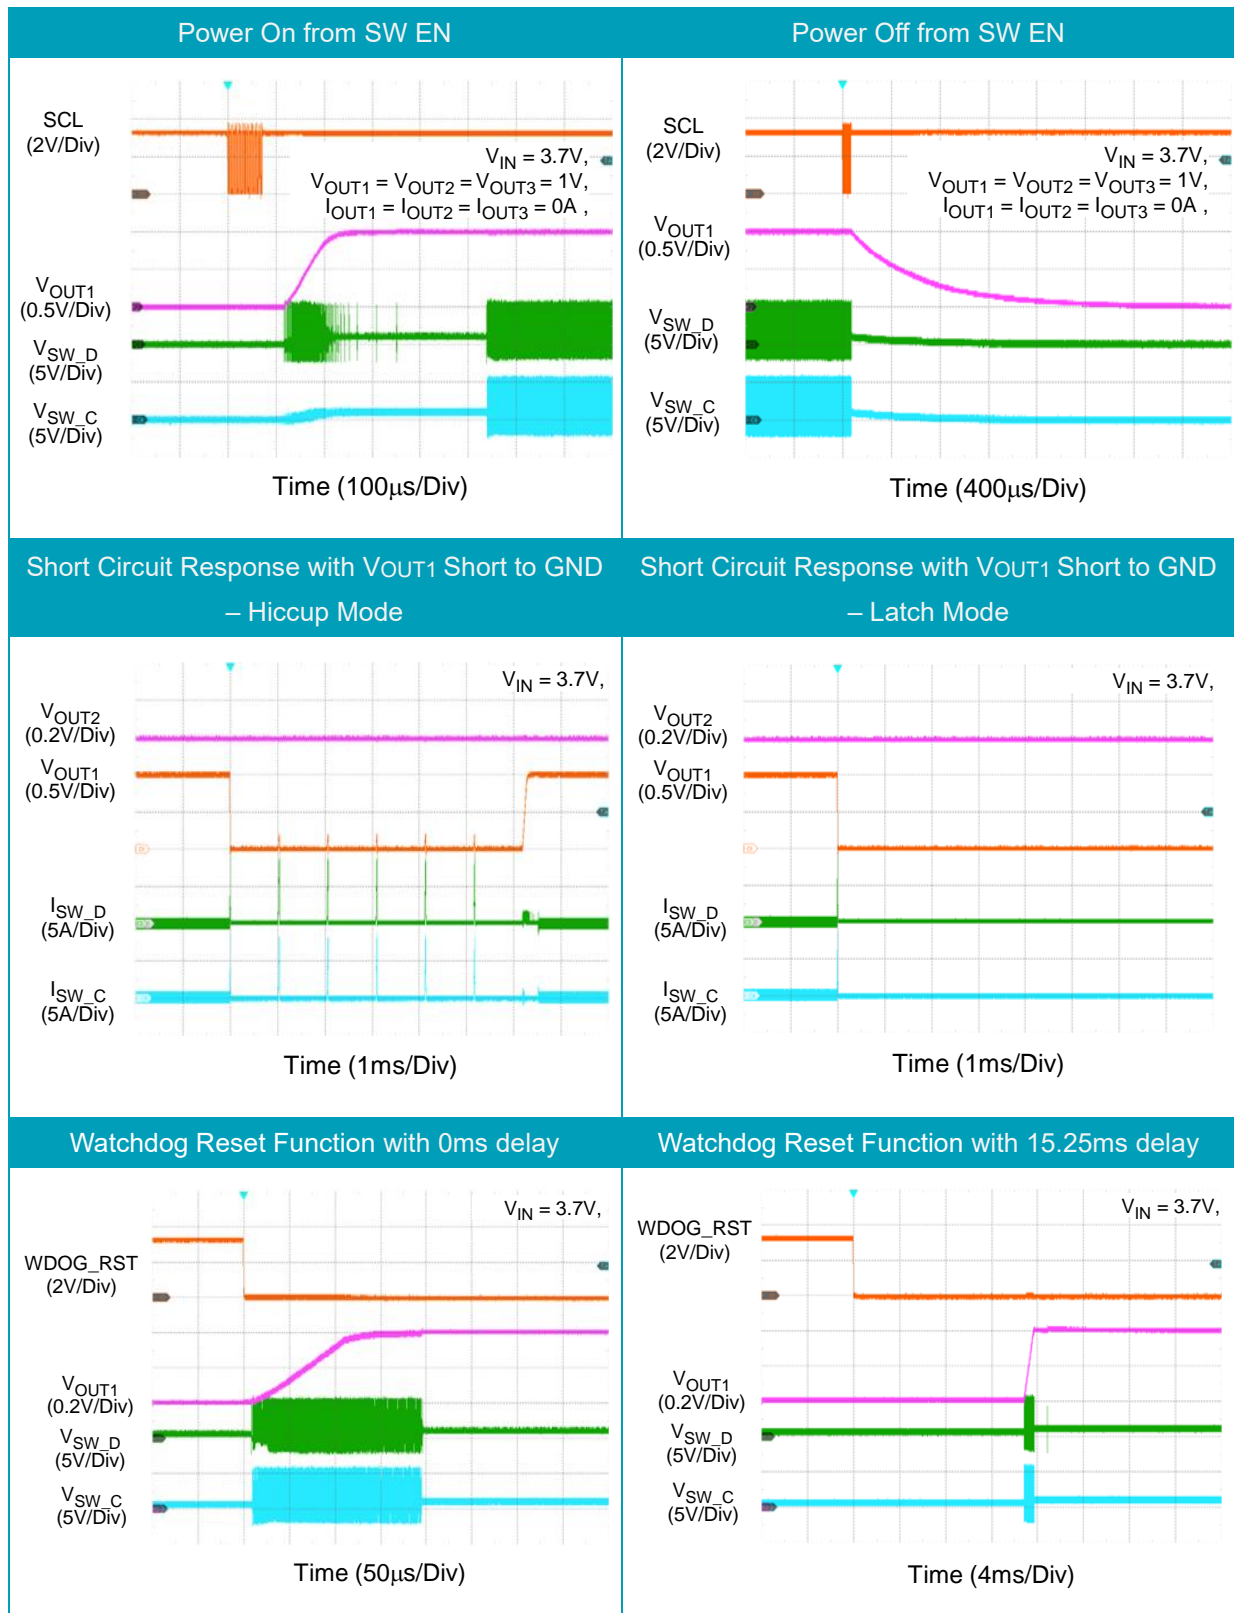 Power On from SW EN
SCL
(2V/Div)
VIN = 3.7V,
VOUT1 = VOUT2 = VOUT3 = 1V,
IOUT1 = IOUT2 = IOUT3 = 0A ,
VOUT1
(0.5V/Div)
VSW_D
(5V/Div)
VSW_C
(5V/Div)
Time (100μs/Div)
Power Off from SW EN
SCL
(2V/Div)
VIN = 3.7V,
VOUT1 = VOUT2 = VOUT3 = 1V,
IOUT1 = IOUT2 = IOUT3 = 0A ,
VOUT1
(0.5V/Div)
VSW_D
(5V/Div)
VSW_C
(5V/Div)
Time (400μs/Div)
Short Circuit Response with VOUT1 Short to GND
– Hiccup Mode
VIN = 3.7V,
VOUT2
(0.2V/Div)
VOUT1
(0.5V/Div)
ISW_D
(5A/Div)
ISW_C
(5A/Div)
Time (1ms/Div)
Short Circuit Response with VOUT1 Short to GND
– Latch Mode
VIN = 3.7V,
VOUT2
(0.2V/Div)
VOUT1
(0.5V/Div)
ISW_D
(5A/Div)
ISW_C
(5A/Div)
Time (1ms/Div)
Watchdog Reset Function with 0ms delay
VIN = 3.7V,
WDOG_RST
(2V/Div)
VOUT1
(0.2V/Div)
VSW_D
(5V/Div)
VSW_C
(5V/Div)
Time (50μs/Div)
Watchdog Reset Function with 15.25ms delay
VIN = 3.7V,
WDOG_RST
(2V/Div)
VOUT1
(0.2V/Div)
VSW_D
(5V/Div)
VSW_C
(5V/Div)
Time (4ms/Div)